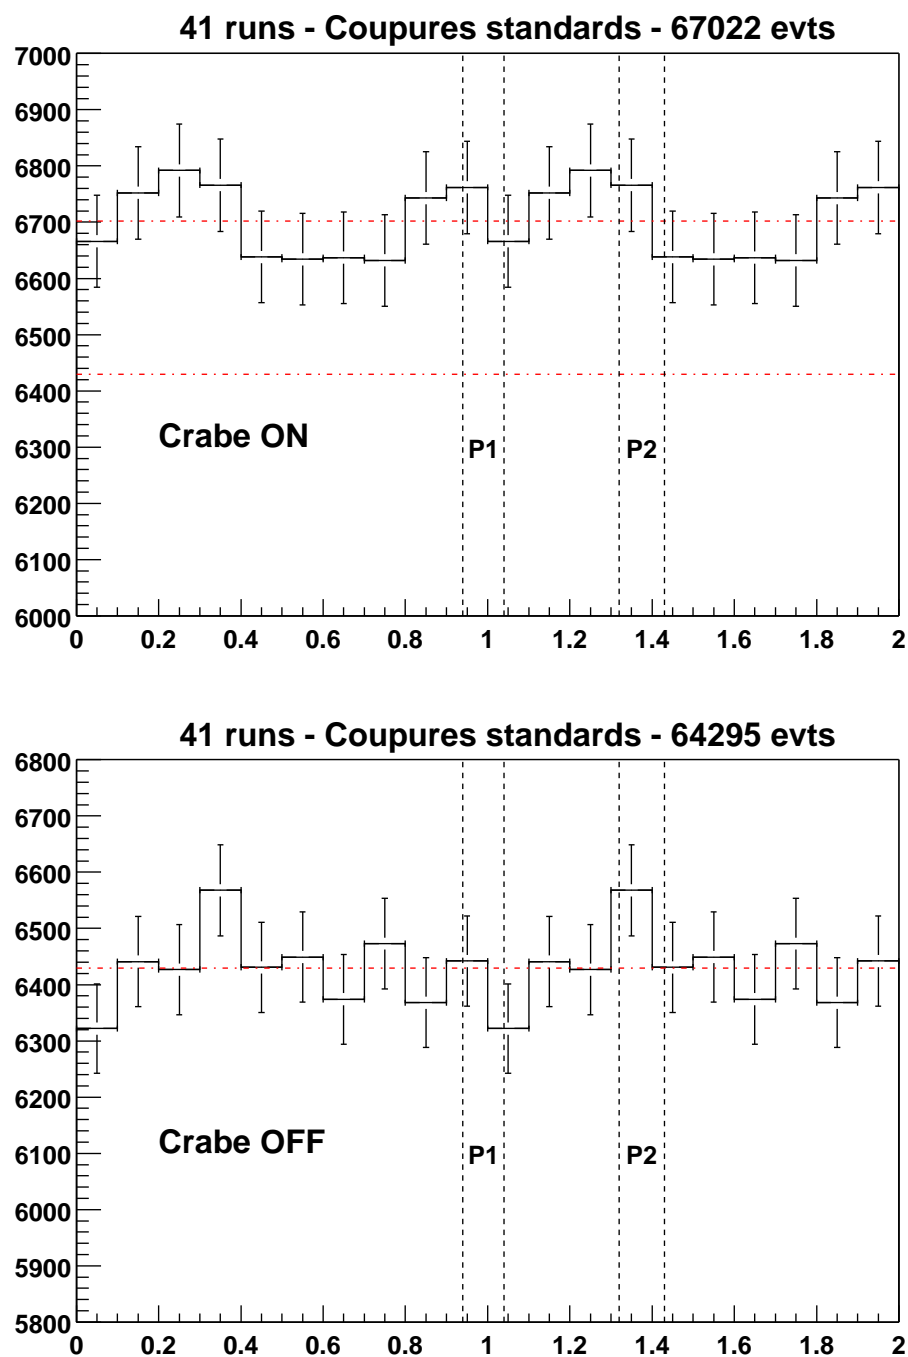 41 runs - Coupures standards - 67022 evts
7000
6900
6800
6700
6600
6500
6400
6300
6200
6100
6000
Crabe ON
P1
P2
0 0.2 0.4 0.6 0.8 1 1.2 1.4 1.6 1.8 2
41 runs - Coupures standards - 64295 evts
6800
6700
6600
6500
6400
6300
6200
6100
6000
5900
5800
Crabe OFF
P1
P2
0 0.2 0.4 0.6 0.8 1 1.2 1.4 1.6 1.8 2